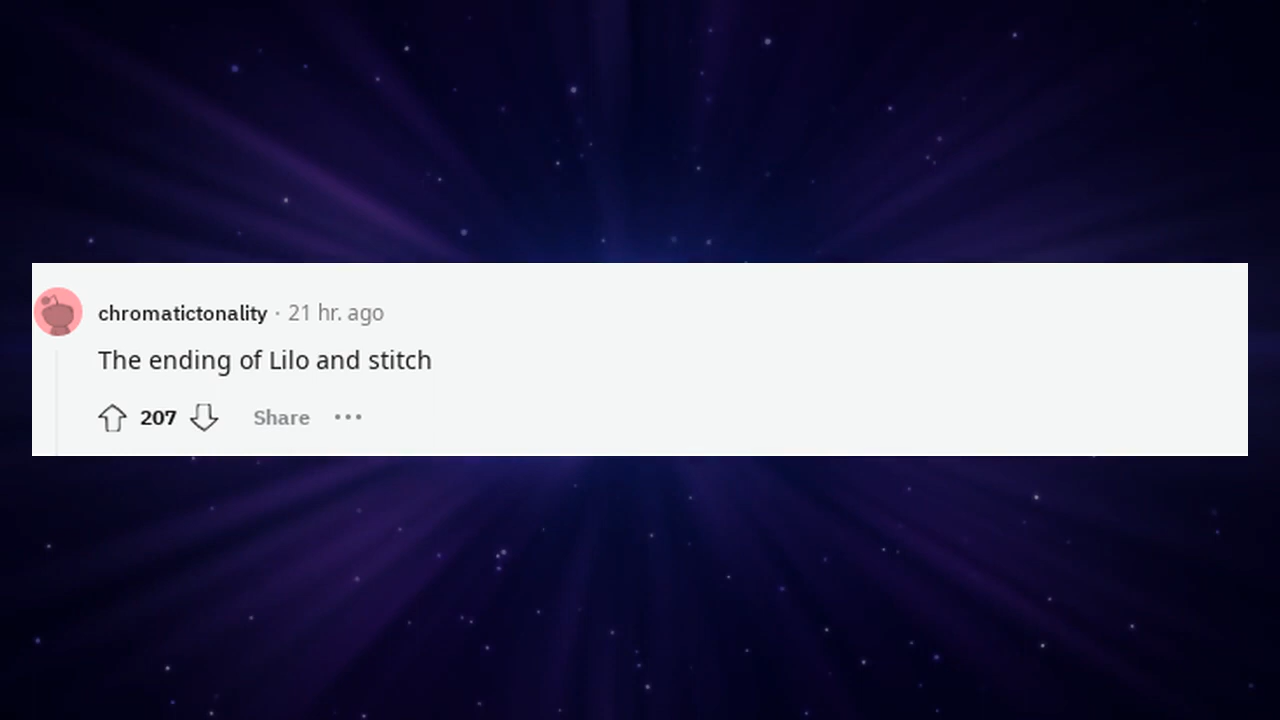 chromatictonality · 21 hr. ago
The ending of Lilo and stitch
207 Share ···